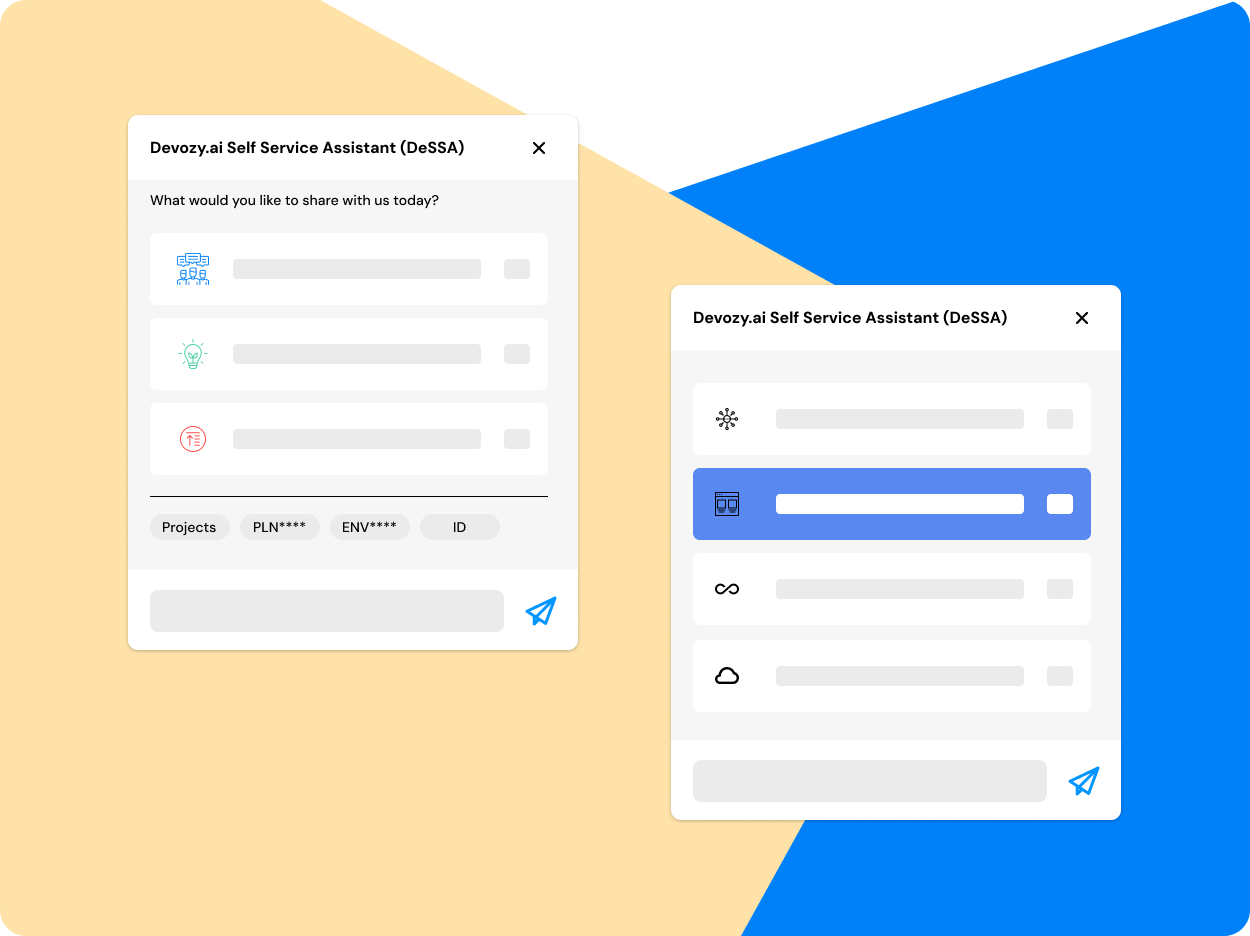 Devozy.ai Self Service Assistant (DeSSA)
What would you like to share with us today?
Projects PLN**** ENV**** ID
Devozy.ai Self Service Assistant (DeSSA)